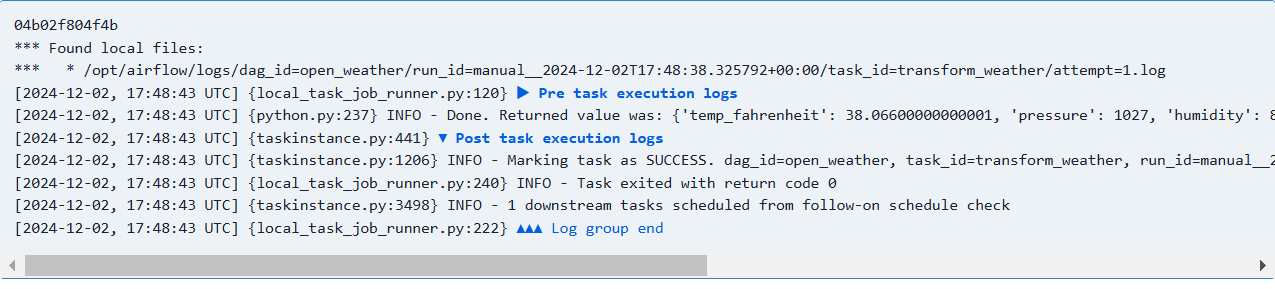 04b02f804f4b
*** Found local files:
***   * /opt/airflow/logs/dag_id=open_weather/run_id=manual__2024-12-02T17:48:38.325792+00:00/task_id=transform_weather/attempt=1.log
[2024-12-02, 17:48:43 UTC] {local_task_job_runner.py:120} ▶ Pre task execution logs
[2024-12-02, 17:48:43 UTC] {python.py:237} INFO - Done. Returned value was: {'temp_fahrenheit': 38.06600000000001, 'pressure': 1027, 'humidity': 8
[2024-12-02, 17:48:43 UTC] {taskinstance.py:441} ▼ Post task execution logs
[2024-12-02, 17:48:43 UTC] {taskinstance.py:1206} INFO - Marking task as SUCCESS. dag_id=open_weather, task_id=transform_weather, run_id=manual__2
[2024-12-02, 17:48:43 UTC] {local_task_job_runner.py:240} INFO - Task exited with return code 0
[2024-12-02, 17:48:43 UTC] {taskinstance.py:3498} INFO - 1 downstream tasks scheduled from follow-on schedule check
[2024-12-02, 17:48:43 UTC] {local_task_job_runner.py:222} ▲▲▲ Log group end